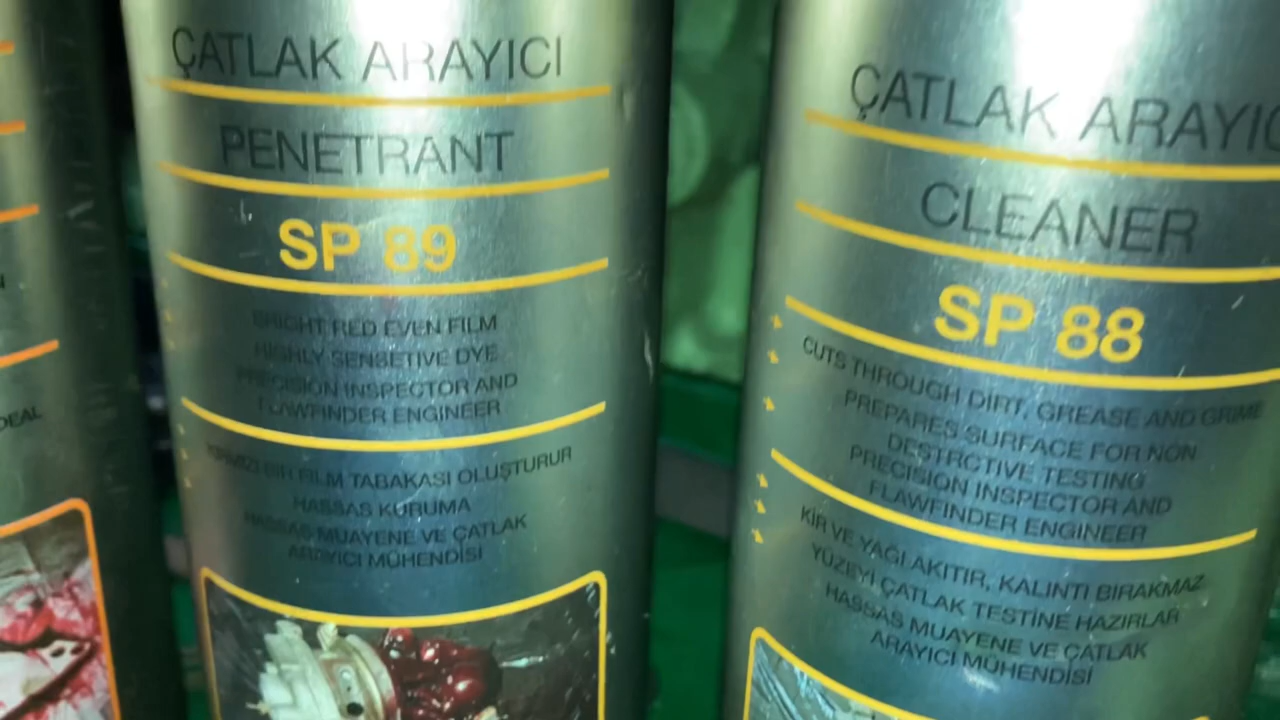 ÇATLAK ARAYICI
PENETRANT
SP 89
BRIGHT RED EVEN FILM
HIGHLY SENSETIVE DYE
PRECISION INSPECTOR AND
FLAWFINDER ENGINEER
KIRMIZI BİR FİLM TABAKASI OLUŞTURUR
HASSAS KURUMA
HASSAS MUAYENE VE ÇATLAK
ARAYICI MÜHENDİSİ
ÇATLAK ARAYIC
CLEANER
SP 88
CUTS THROUGH DIRT, GREASE AND GRIME
PREPARES SURFACE FOR NON
DESTRCTIVE TESTING
PRECISION INSPECTOR AND
FLAWFINDER ENGINEER
KİR VE YAĞI AKITIR, KALINTI BIRAKMAZ
YÜZEYİ ÇATLAK TESTİNE HAZIRLAR
HASSAS MUAYENE VE ÇATLAK
ARAYICI MÜHENDİSİ
DEAL